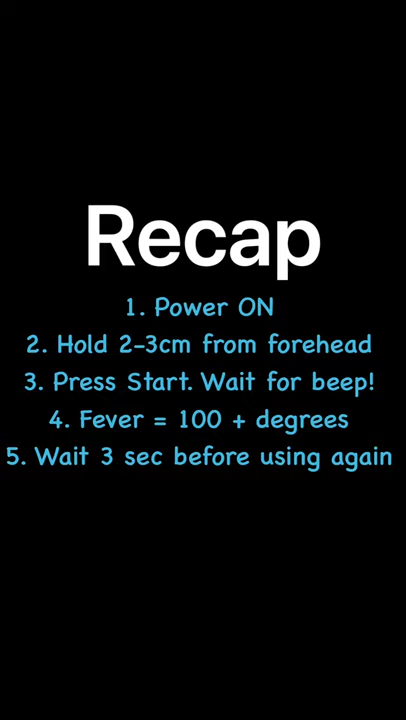 Recap
1. Power ON
2. Hold 2-3cm from forehead
3. Press Start. Wait for beep!
4. Fever = 100 + degrees
5. Wait 3 sec before using again